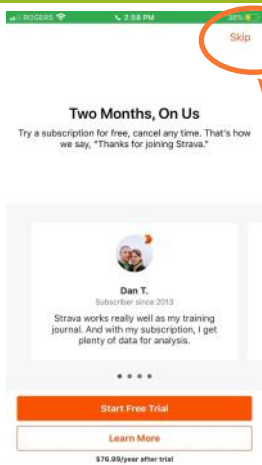 ROGERS 2:58 PM 38%
Skip
Two Months, On Us
Try a subscription for free, cancel any time. That's how
we say, "Thanks for joining Strava."
Dan T.
Subscriber since 2013
Strava works really well as my training
journal. And with my subscription, I get
plenty of data for analysis.
Start Free Trial
Learn More
$76.99/year after trial